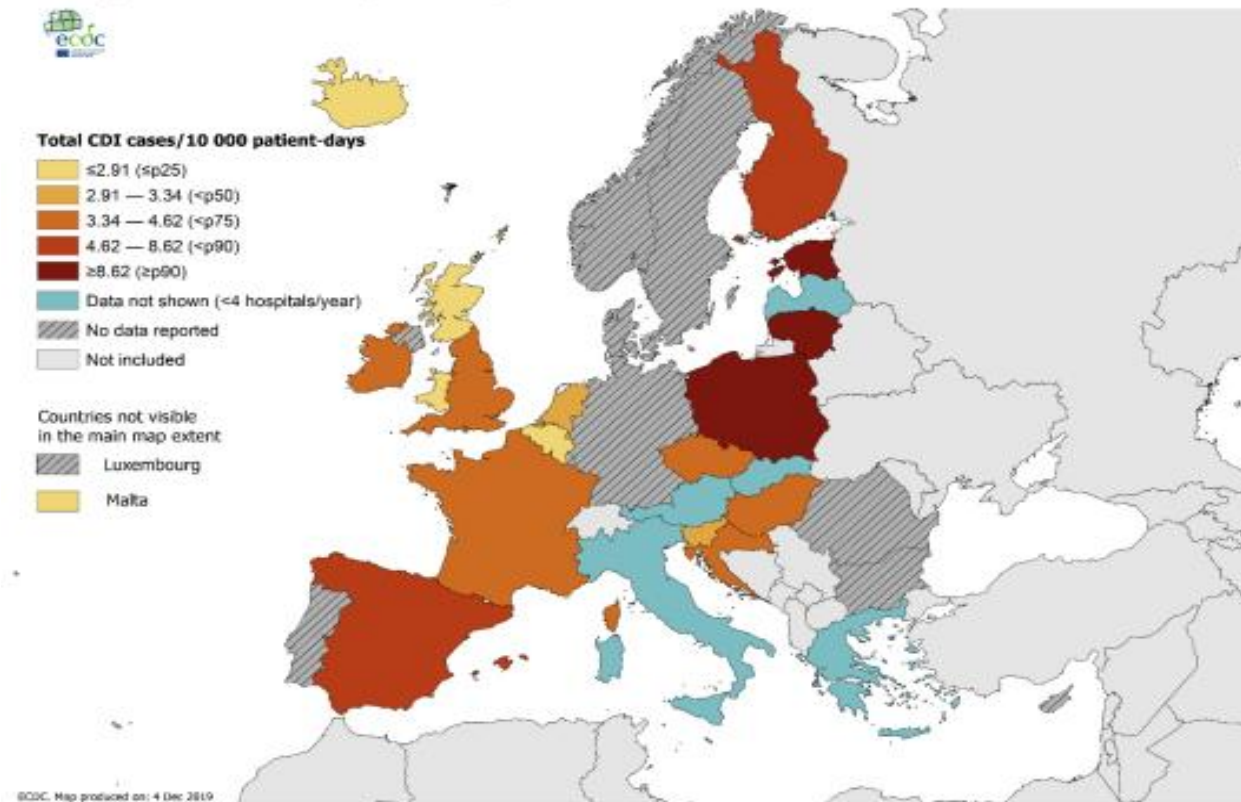 ecdc
Total CDI cases/10 000 patient-days
≤2.91 (≤p25)
2.91 — 3.34 (<p50)
3.34 — 4.62 (<p75)
4.62 — 8.62 (<p90)
≥8.62 (≥p90)
Data not shown (<4 hospitals/year)
No data reported
Not included
Countries not visible
in the main map extent
Luxembourg
Malta
ECDC. Map produced on: 4 Dec 2019